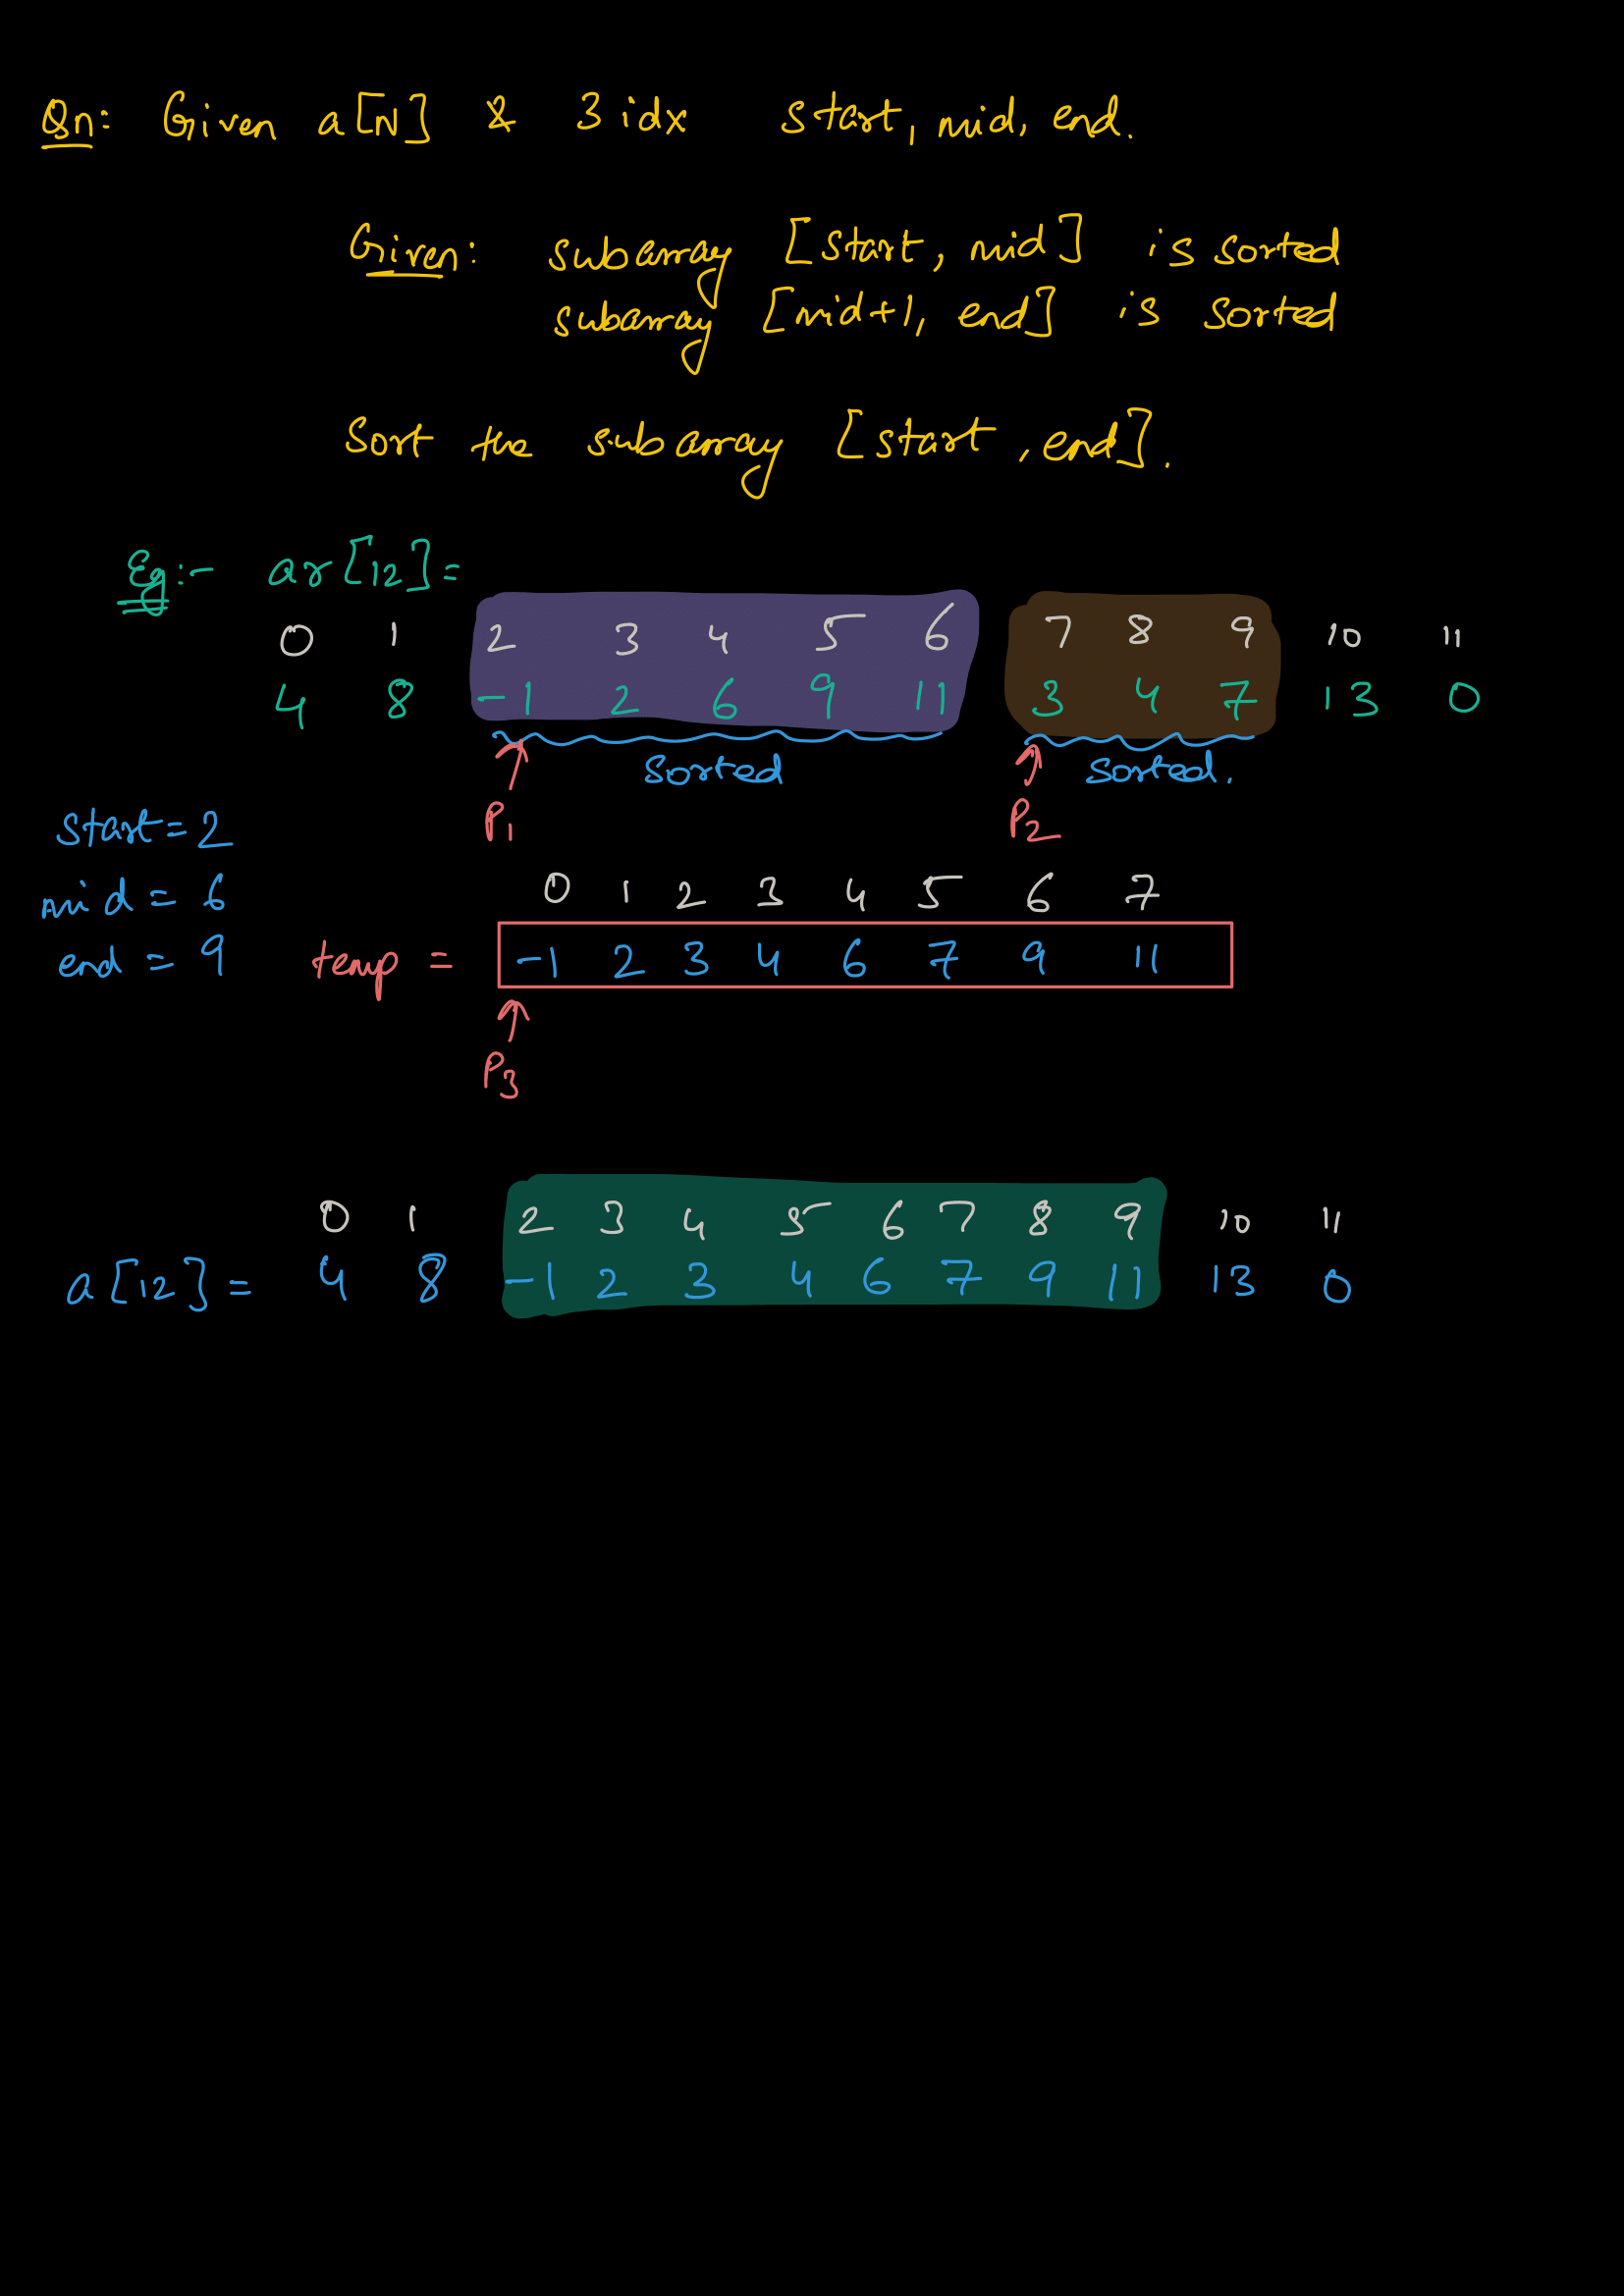 Qn: Given a[N] & 3 idx start, mid, end.
Given: subarray [start, mid] is sorted
subarray [mid+1, end] is sorted
Sort the subarray [start, end].
Eg:- ar[12]=
0 1 2 3 4 5 6 7 8 9 10 11
4 8 -1 2 6 9 11 3 4 7 13 0
sorted sorted.
P1 P2
start=2
mid = 6
end = 9
0 1 2 3 4 5 6 7
temp = -1 2 3 4 6 7 9 11
P3
0 1 2 3 4 5 6 7 8 9 10 11
a[12] = 4 8 -1 2 3 4 6 7 9 11 13 0